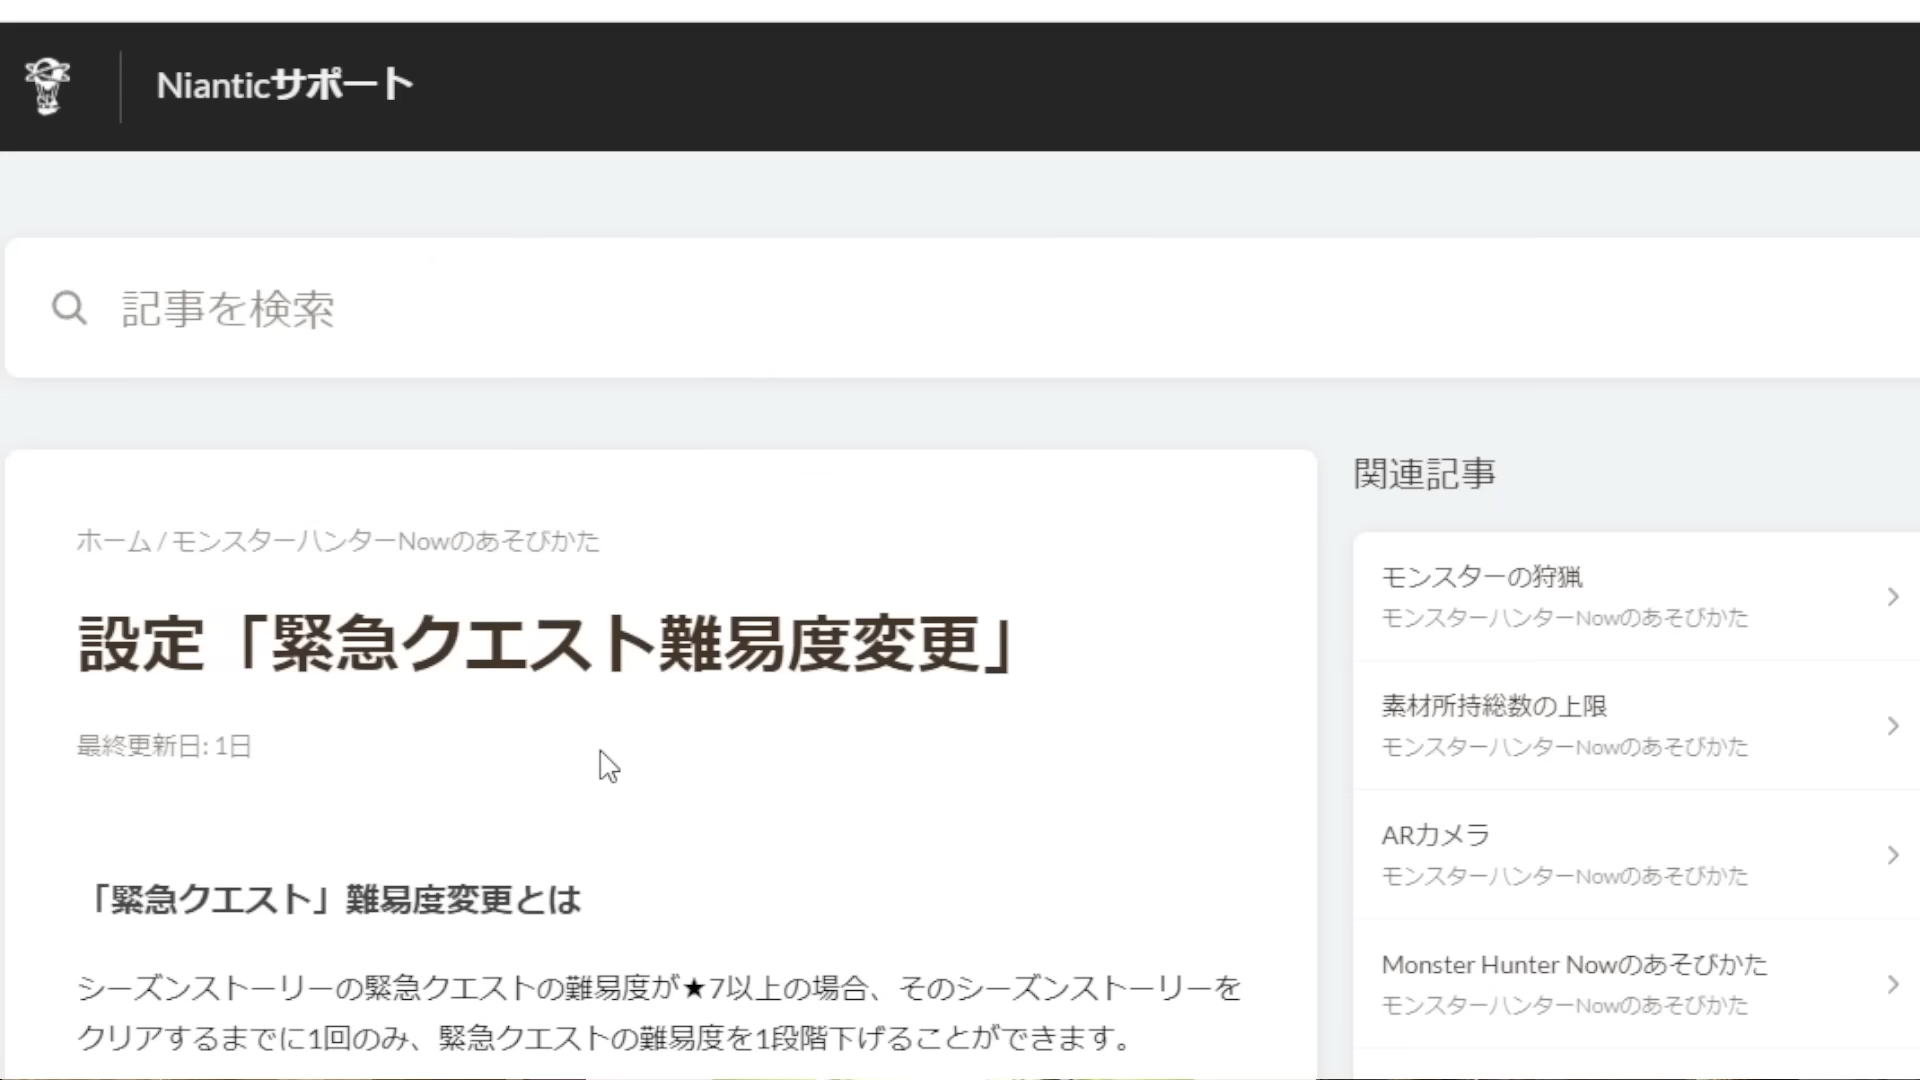 Nianticサポート
記事を検索
ホーム / モンスターハンターNowのあそびかた
設定「緊急クエスト難易度変更」
最終更新日: 1日
「緊急クエスト」難易度変更とは
シーズンストーリーの緊急クエストの難易度が★7以上の場合、そのシーズンストーリーを
クリアするまでに1回のみ、緊急クエストの難易度を1段階下げることができます。
関連記事
モンスターの狩猟
モンスターハンターNowのあそびかた
素材所持総数の上限
モンスターハンターNowのあそびかた
ARカメラ
モンスターハンターNowのあそびかた
Monster Hunter Nowのあそびかた
モンスターハンターNowのあそびかた